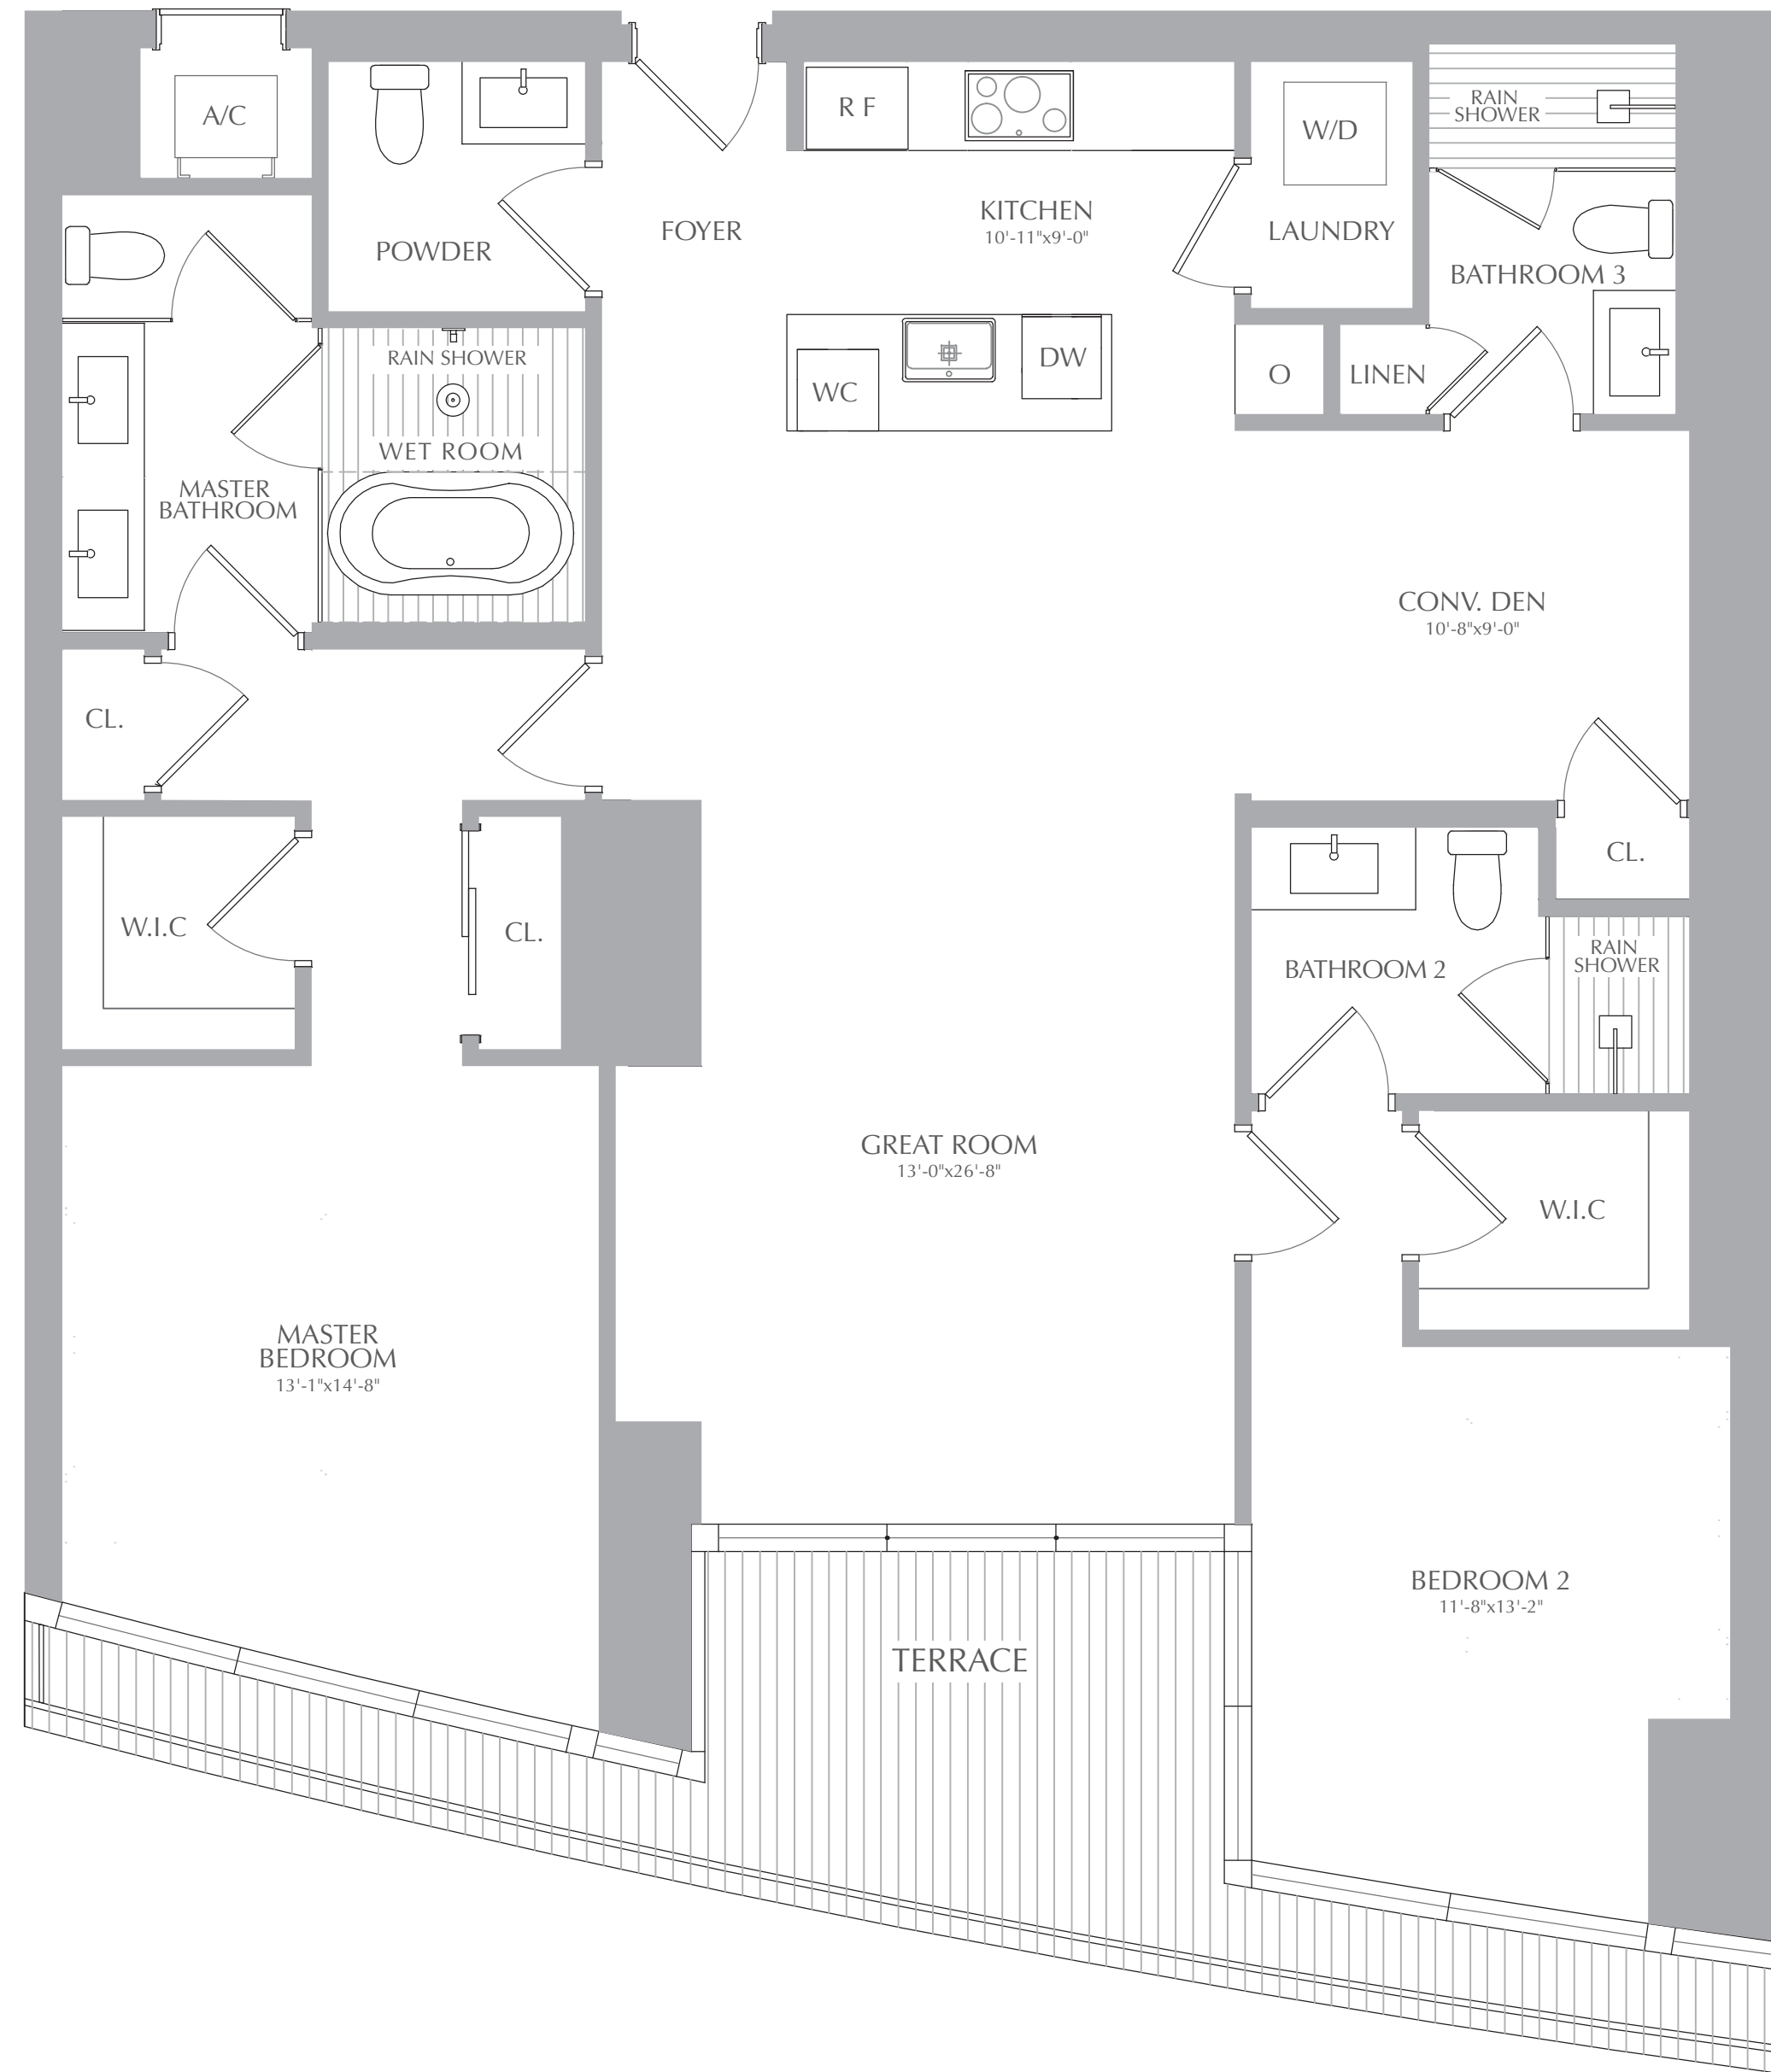 A/C
R F
W/D
RAIN
SHOWER
POWDER
FOYER
KITCHEN
10'-11"x9'-0"
LAUNDRY
BATHROOM 3
RAIN SHOWER
WC
DW
O
LINEN
WET ROOM
MASTER
BATHROOM
CONV. DEN
10'-8"x9'-0"
CL.
CL.
W.I.C
CL.
BATHROOM 2
RAIN
SHOWER
GREAT ROOM
13'-0"x26'-8"
W.I.C
MASTER
BEDROOM
13'-1"x14'-8"
BEDROOM 2
11'-8"x13'-2"
TERRACE